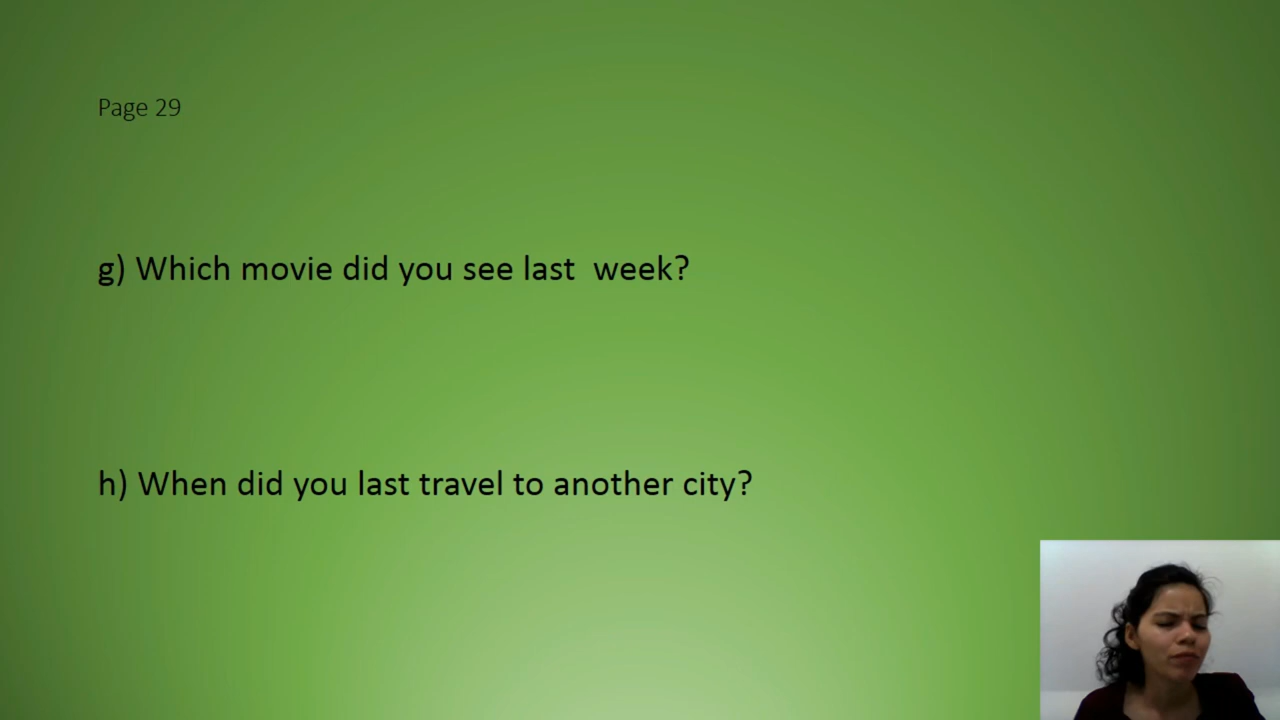 Page 29
g) Which movie did you see last  week?
h) When did you last travel to another city?